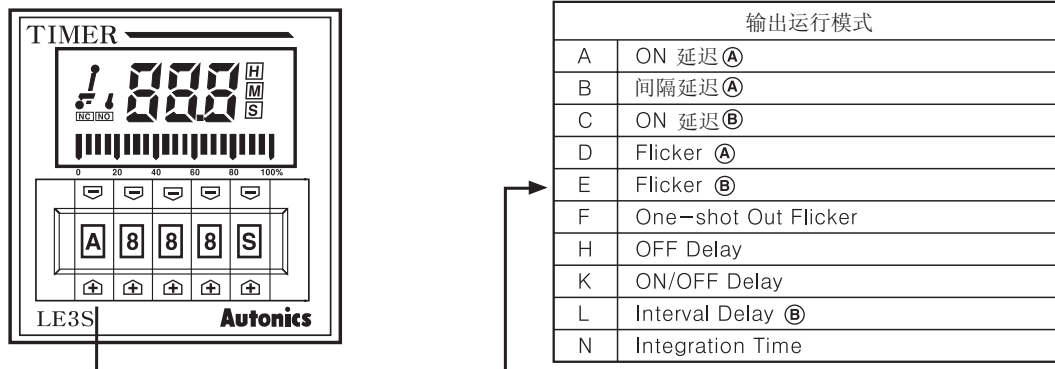 TIMER
88.8
H
M
S
NC NO
0 20 40 60 80 100%
A 8 8 8 S
LE3S Autonics
输出运行模式
A ON 延迟Ⓐ
B 间隔延迟Ⓐ
C ON 延迟Ⓑ
D Flicker Ⓐ
E Flicker Ⓑ
F One-shot Out Flicker
H OFF Delay
K ON/OFF Delay
L Interval Delay Ⓑ
N Integration Time